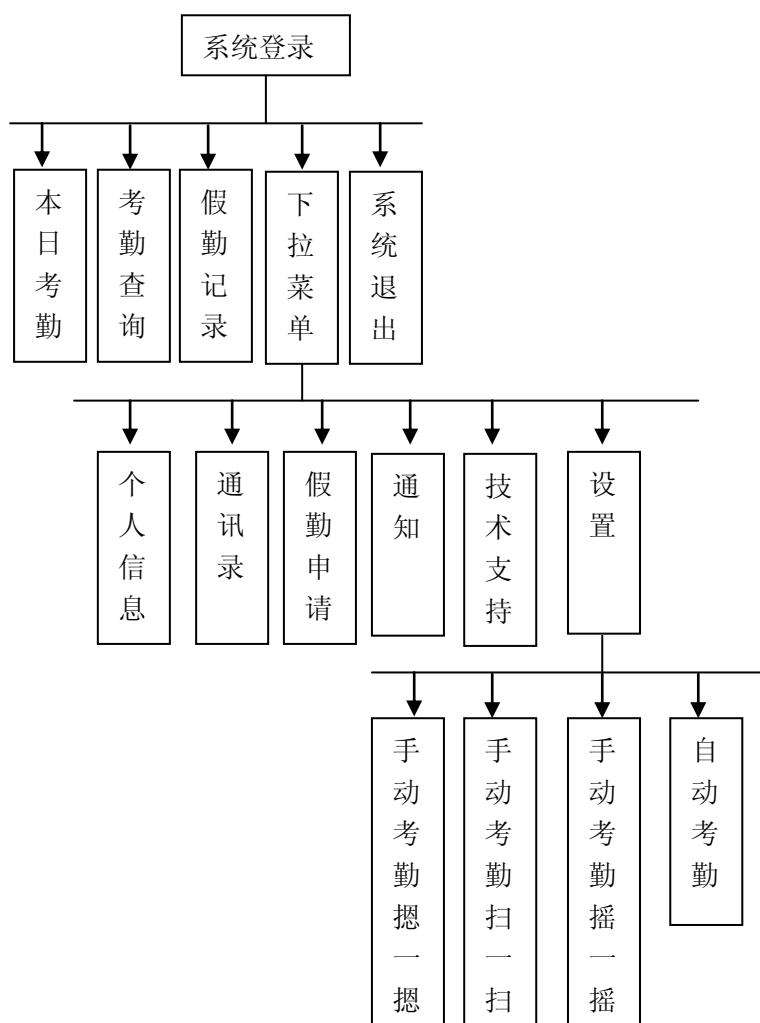 系统登录
本日考勤
考勤查询
假勤记录
下拉菜单
系统退出
个人信息
通讯录
假勤申请
通知
技术支持
设置
手动考勤摁一摁
手动考勤扫一扫
手动考勤摇一摇
自动考勤